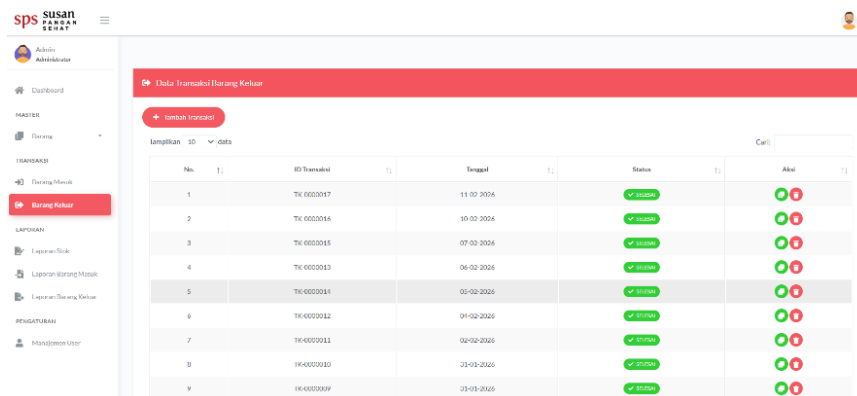 sps susan
PANGAN
SEHAT
Admin
Administrator
Dashboard
MASTER
Barang
TRANSAKSI
Barang Masuk
Barang Keluar
LAPORAN
Laporan Stok
Laporan Barang Masuk
Laporan Barang Keluar
PENGATURAN
Manajemen User
Data Transaksi Barang Keluar
+ Tambah transaksi
Tampilkan 10 data
Cari:
No. ID Transaksi Tanggal Status Aksi
1 TK-0000017 11-02-2026 SELESAI
2 TK-0000016 10-02-2026 SELESAI
3 TK-0000015 07-02-2026 SELESAI
4 TK-0000013 06-02-2026 SELESAI
5 TK-0000014 05-02-2026 SELESAI
6 TK-0000012 04-02-2026 SELESAI
7 TK-0000011 02-02-2026 SELESAI
8 TK-0000010 31-01-2026 SELESAI
9 TK-0000009 31-01-2026 SELESAI